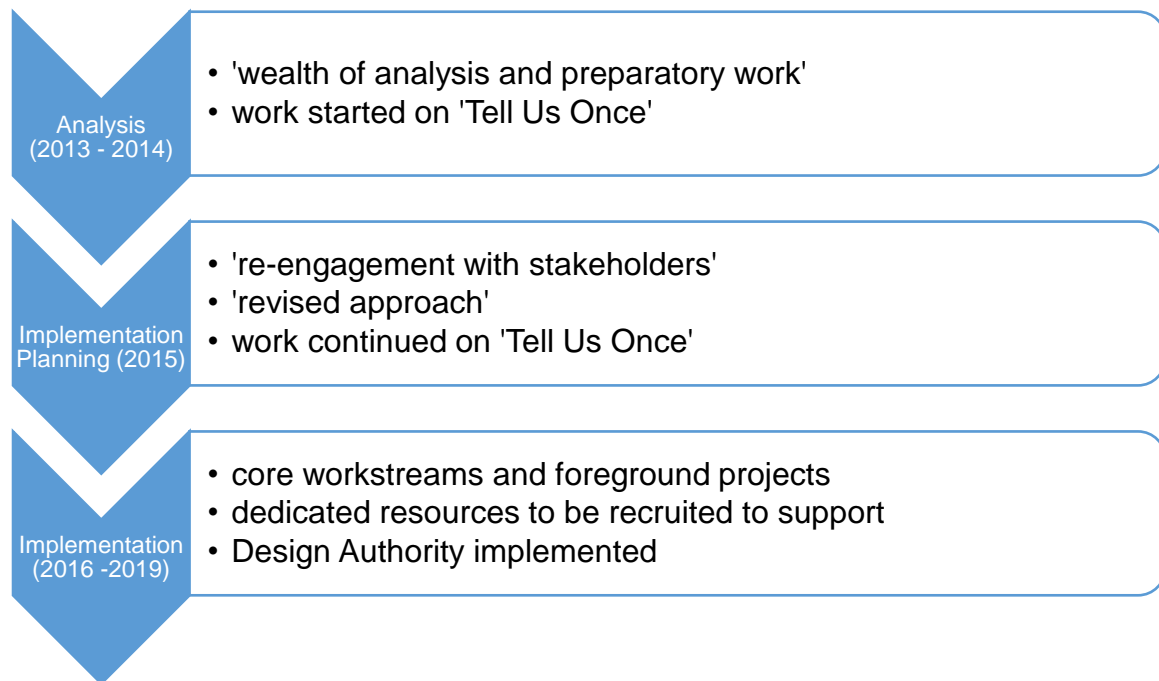 Analysis
(2013 - 2014)
• 'wealth of analysis and preparatory work'
• work started on 'Tell Us Once'
Implementation
Planning (2015)
• 're-engagement with stakeholders'
• 'revised approach'
• work continued on 'Tell Us Once'
Implementation
(2016 -2019)
• core workstreams and foreground projects
• dedicated resources to be recruited to support
• Design Authority implemented